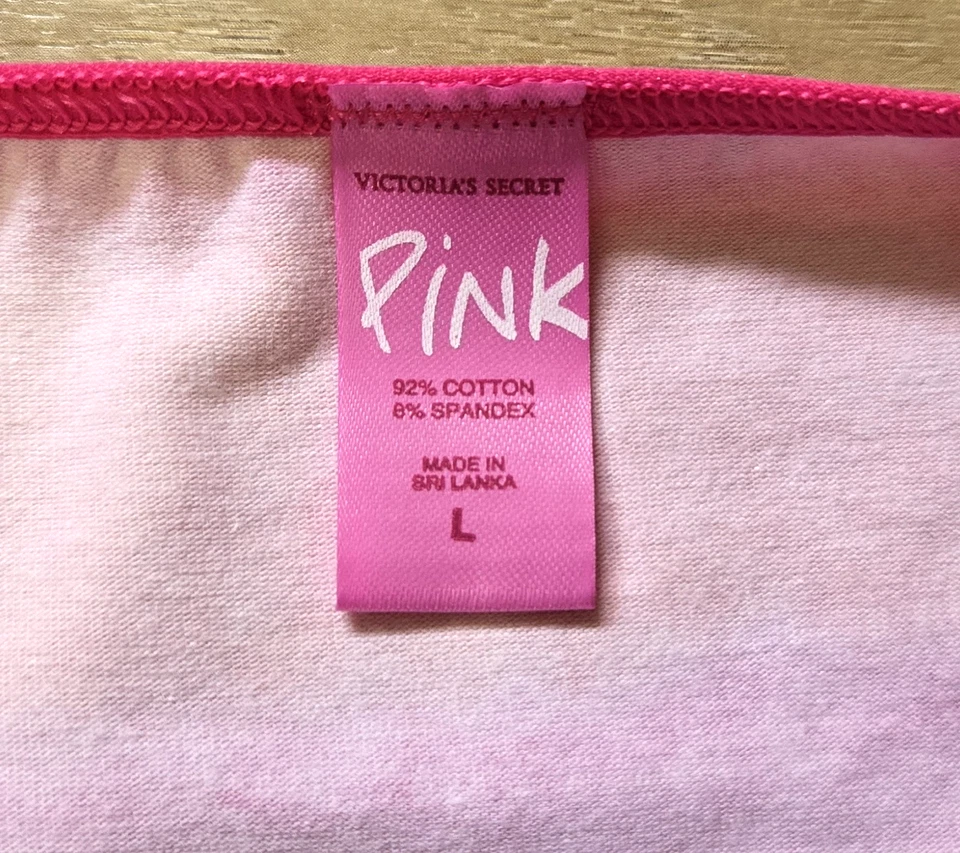 VICTORIA'S SECRET
PINK
92% COTTON
8% SPANDEX
MADE IN
SRI LANKA
L